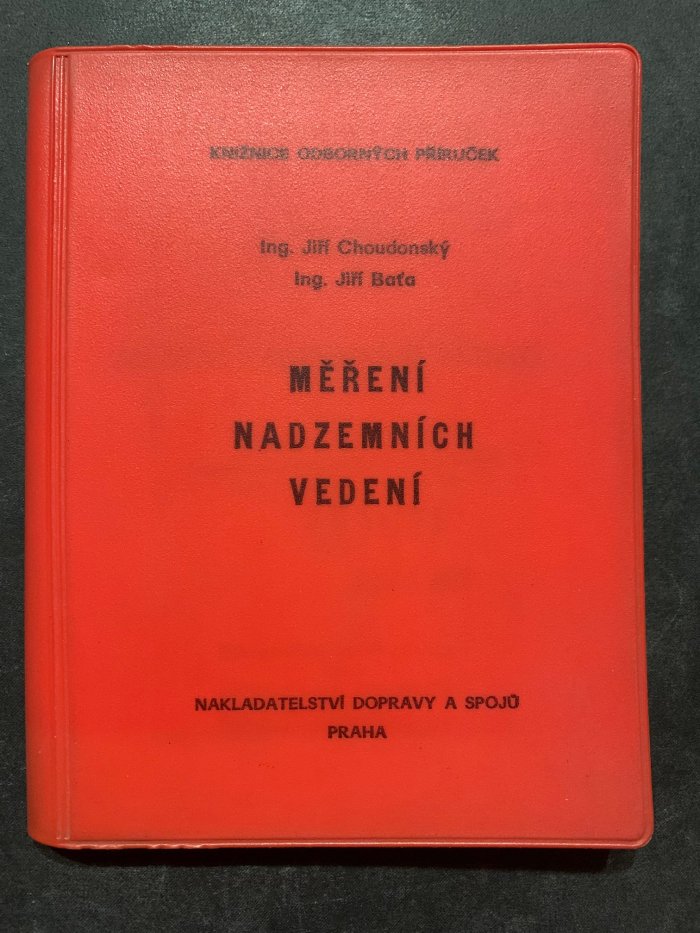 KNIŽNICE ODBORNÝCH PŘÍRUČEK
Ing. Jiří Choudonský
Ing. Jiří Baťa
MĚŘENÍ
NADZEMNÍCH
VEDENÍ
NAKLADATELSTVÍ DOPRAVY A SPOJŮ
PRAHA